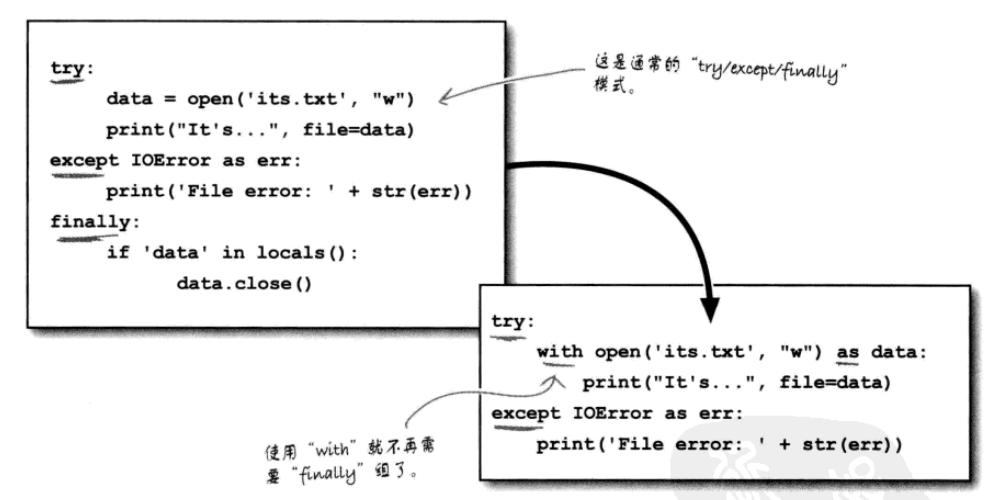 try:
data = open('its.txt', "w")
print("It's...", file=data)
except IOError as err:
print('File error: ' + str(err))
finally:
if 'data' in locals():
data.close()
这是通常的“try/except/finally”
模式。
try:
with open('its.txt', "w") as data:
print("It's...", file=data)
except IOError as err:
print('File error: ' + str(err))
使用“with”就不再需
要“finally”组了。